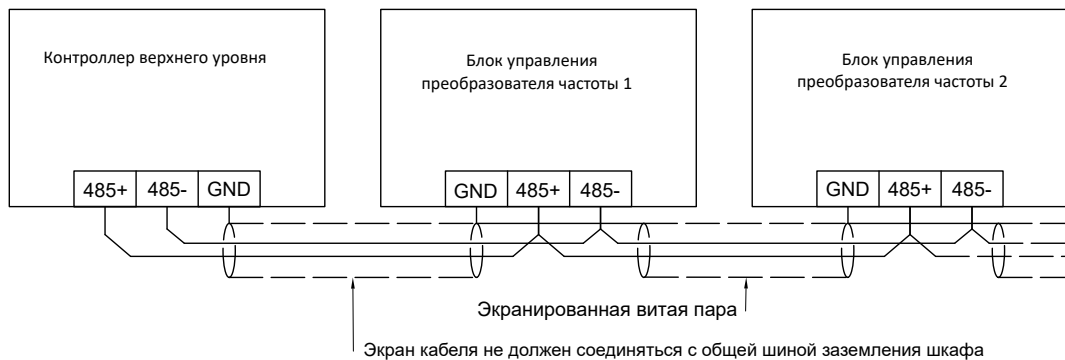 Контроллер верхнего уровня
485+ 485- GND
Блок управления
преобразователя частоты 1
GND 485+ 485-
Блок управления
преобразователя частоты 2
GND 485+ 485-
Экранированная витая пара
Экран кабеля не должен соединяться с общей шиной заземления шкафа